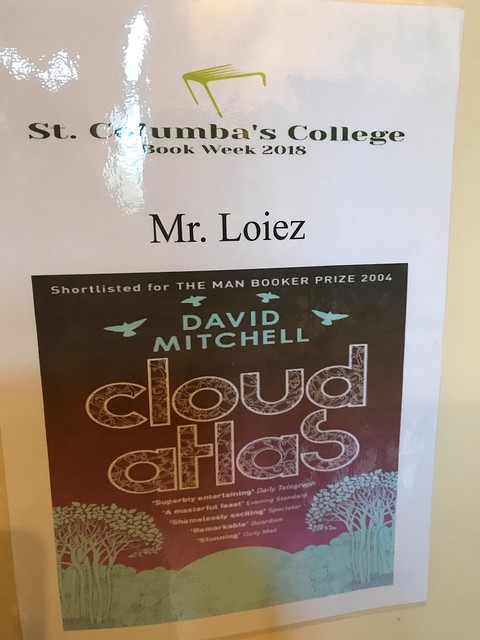 St. Columba's College
Book Week 2018
Mr. Loiez
Shortlisted for THE MAN BOOKER PRIZE 2004
DAVID
MITCHELL
cloud
atlas
'Superbly entertaining' Daily Telegraph
'A masterful feast' Evening Standard
'Shamelessly exciting' Spectator
'Remarkable' Guardian
'Stunning' Daily Mail